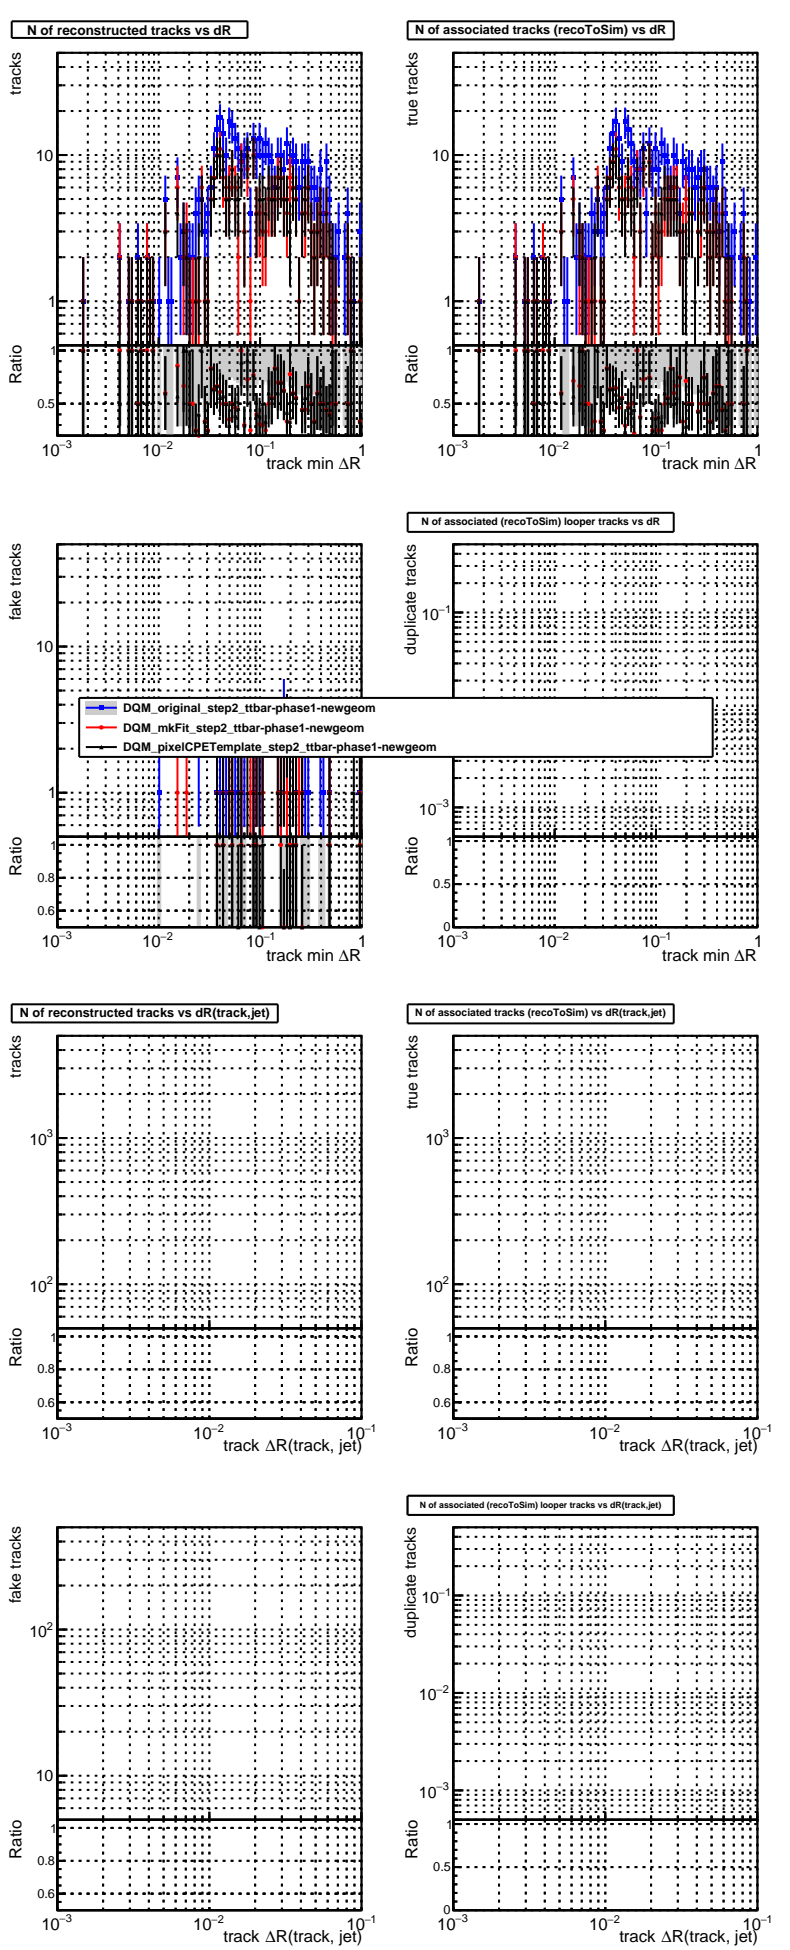 N of reconstructed tracks vs dR
tracks
10
1
Ratio
1
0.5
10−3
10−2
10−1
1
track min ΔR
N of associated tracks (recoToSim) vs dR
true tracks
10
1
Ratio
1
0.5
10−3
10−2
10−1
1
track min ΔR
fake tracks
10
1
Ratio
1
0.8
0.6
10−3
10−2
10−1
1
track min ΔR
N of associated (recoToSim) looper tracks vs dR
duplicate tracks
10−1
10−3
Ratio
1
0.5
0
10−3
10−2
10−1
1
track min ΔR
DQM_original_step2_ttbar-phase1-newgeom
DQM_mkFit_step2_ttbar-phase1-newgeom
DQM_pixelCPETemplate_step2_ttbar-phase1-newgeom
N of reconstructed tracks vs dR(track,jet)
tracks
103
102
Ratio
1
0.8
0.6
10−3
10−2
10−1
track ΔR(track, jet)
N of associated tracks (recoToSim) vs dR(track,jet)
true tracks
103
102
Ratio
1
0.8
0.6
10−3
10−2
10−1
track ΔR(track, jet)
fake tracks
102
10
Ratio
1
0.8
0.6
10−3
10−2
10−1
track ΔR(track, jet)
N of associated (recoToSim) looper tracks vs dR(track,jet)
duplicate tracks
10−1
10−2
10−3
Ratio
1
0.5
0
10−3
10−2
10−1
track ΔR(track, jet)